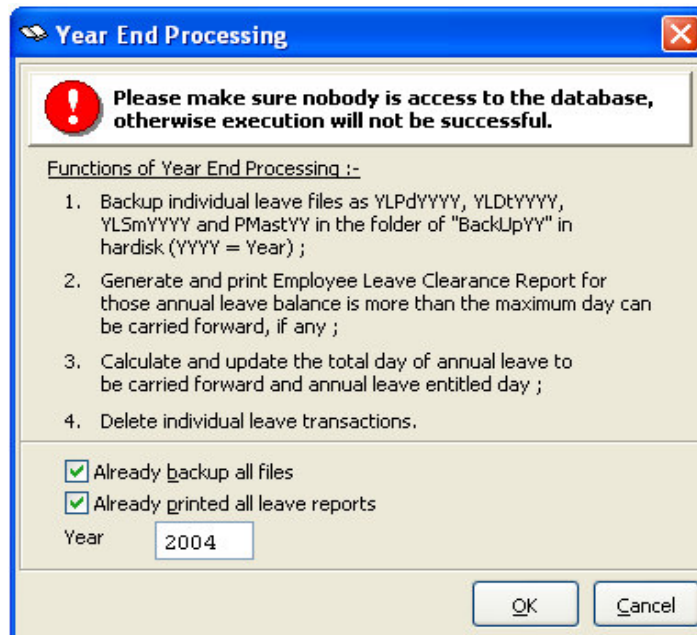 Year End Processing
Please make sure nobody is access to the database,
otherwise execution will not be successful.
Functions of Year End Processing :-
1. Backup individual leave files as YLPdYYYY, YLDtYYYY,
YLSmYYYY and PMastYY in the folder of "BackUpYY" in
hardisk (YYYY = Year) ;
2. Generate and print Employee Leave Clearance Report for
those annual leave balance is more than the maximum day can
be carried forward, if any ;
3. Calculate and update the total day of annual leave to
be carried forward and annual leave entitled day ;
4. Delete individual leave transactions.
Already backup all files
Already printed all leave reports
Year 2004
OK Cancel